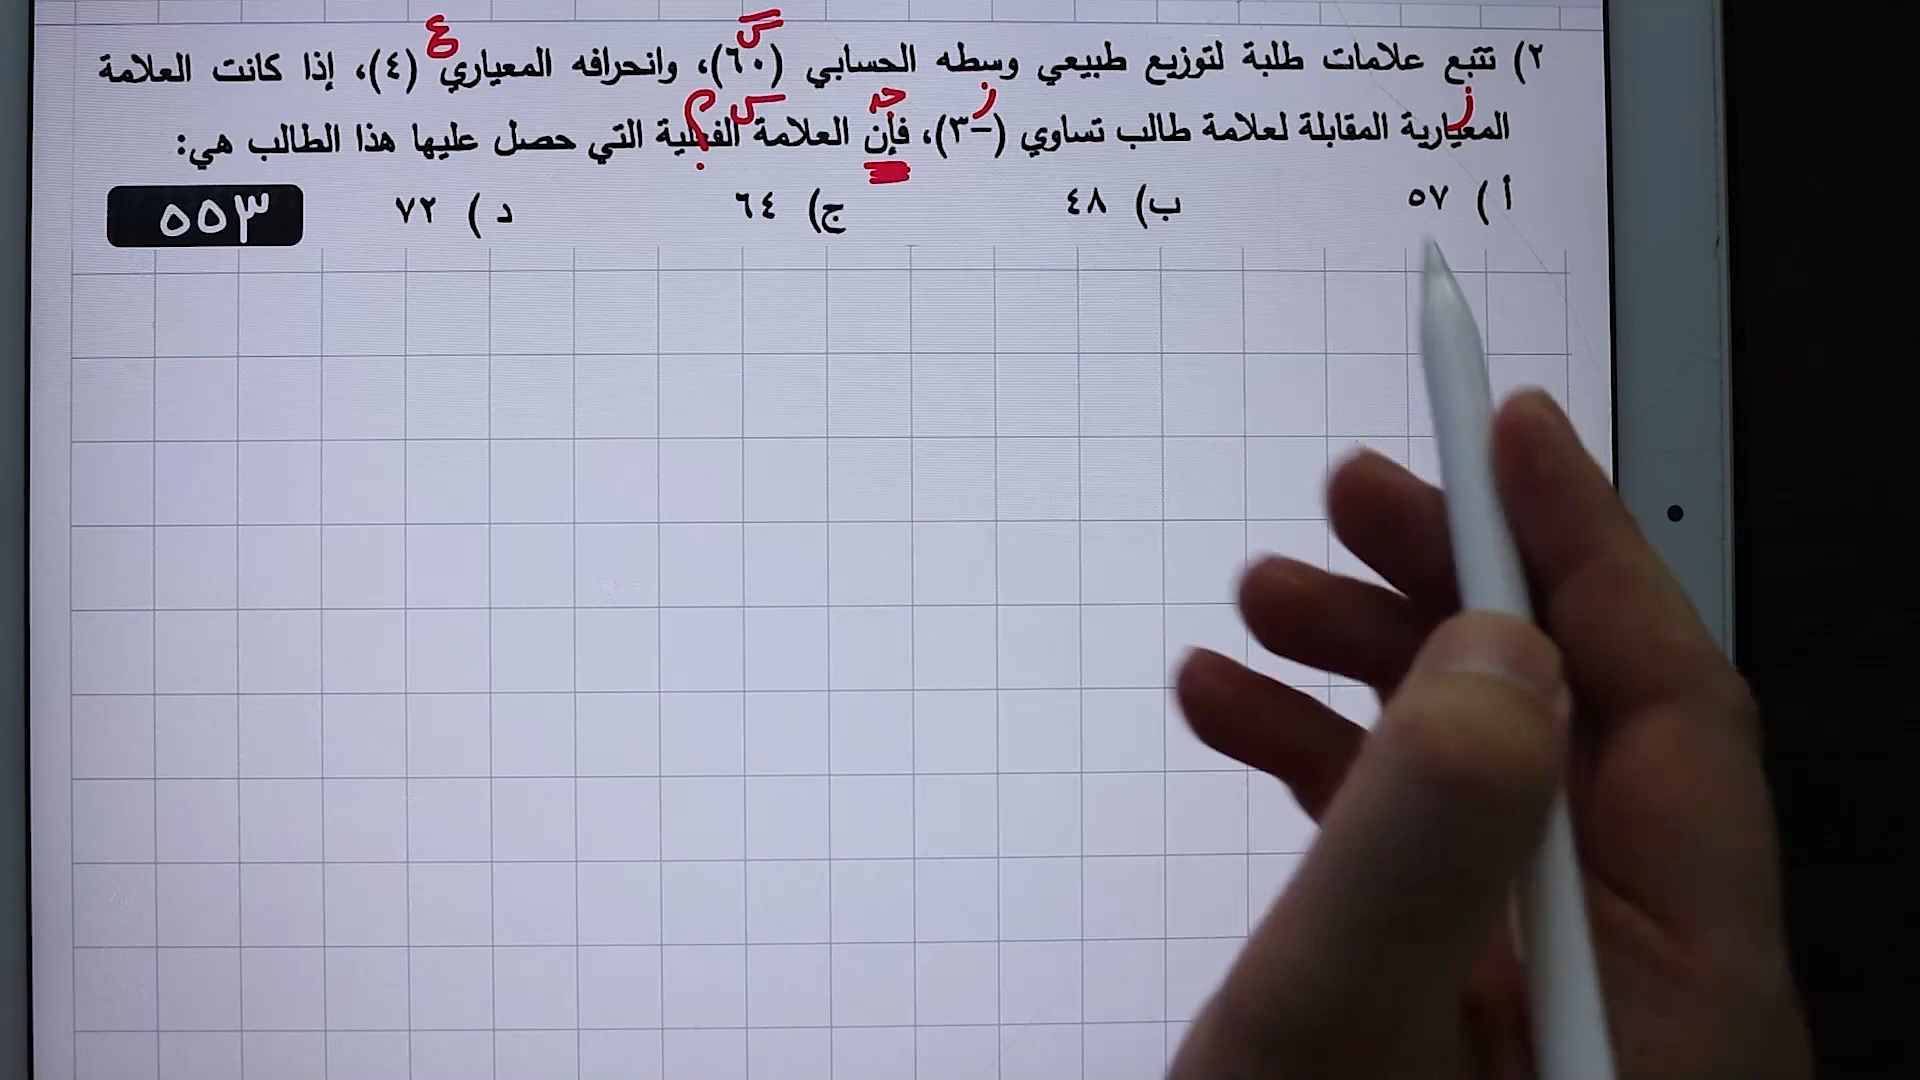 ٢) تتبع علامات طلبة لتوزيع طبيعي وسطه الحسابي (٦٠)، وانحرافه المعياري (٤)، إذا كانت العلامة
المعيارية المقابلة لعلامة طالب تساوي (−٣)، فإن العلامة الفعلية التي حصل عليها هذا الطالب هي:
أ ) ٥٧ ب) ٤٨ ج) ٦٤ د ) ٧٢
٥٥٣
ع
س
ز
ز
جد
س
؟